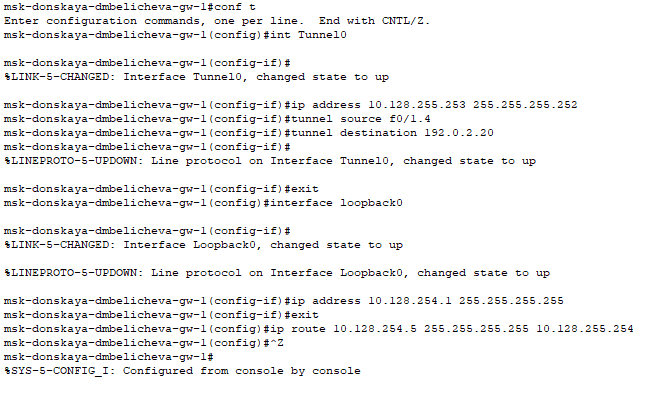 msk-donskaya-dmbelicheva-gw-1#conf t
Enter configuration commands, one per line.  End with CNTL/Z.
msk-donskaya-dmbelicheva-gw-1(config)#int Tunnel0

msk-donskaya-dmbelicheva-gw-1(config-if)#
%LINK-5-CHANGED: Interface Tunnel0, changed state to up

msk-donskaya-dmbelicheva-gw-1(config-if)#ip address 10.128.255.253 255.255.255.252
msk-donskaya-dmbelicheva-gw-1(config-if)#tunnel source f0/1.4
msk-donskaya-dmbelicheva-gw-1(config-if)#tunnel destination 192.0.2.20
msk-donskaya-dmbelicheva-gw-1(config-if)#
%LINEPROTO-5-UPDOWN: Line protocol on Interface Tunnel0, changed state to up

msk-donskaya-dmbelicheva-gw-1(config-if)#exit
msk-donskaya-dmbelicheva-gw-1(config)#interface loopback0

msk-donskaya-dmbelicheva-gw-1(config-if)#
%LINK-5-CHANGED: Interface Loopback0, changed state to up

%LINEPROTO-5-UPDOWN: Line protocol on Interface Loopback0, changed state to up

msk-donskaya-dmbelicheva-gw-1(config-if)#ip address 10.128.254.1 255.255.255.255
msk-donskaya-dmbelicheva-gw-1(config-if)#exit
msk-donskaya-dmbelicheva-gw-1(config)#ip route 10.128.254.5 255.255.255.255 10.128.255.254
msk-donskaya-dmbelicheva-gw-1(config)#^Z
msk-donskaya-dmbelicheva-gw-1#
%SYS-5-CONFIG_I: Configured from console by console